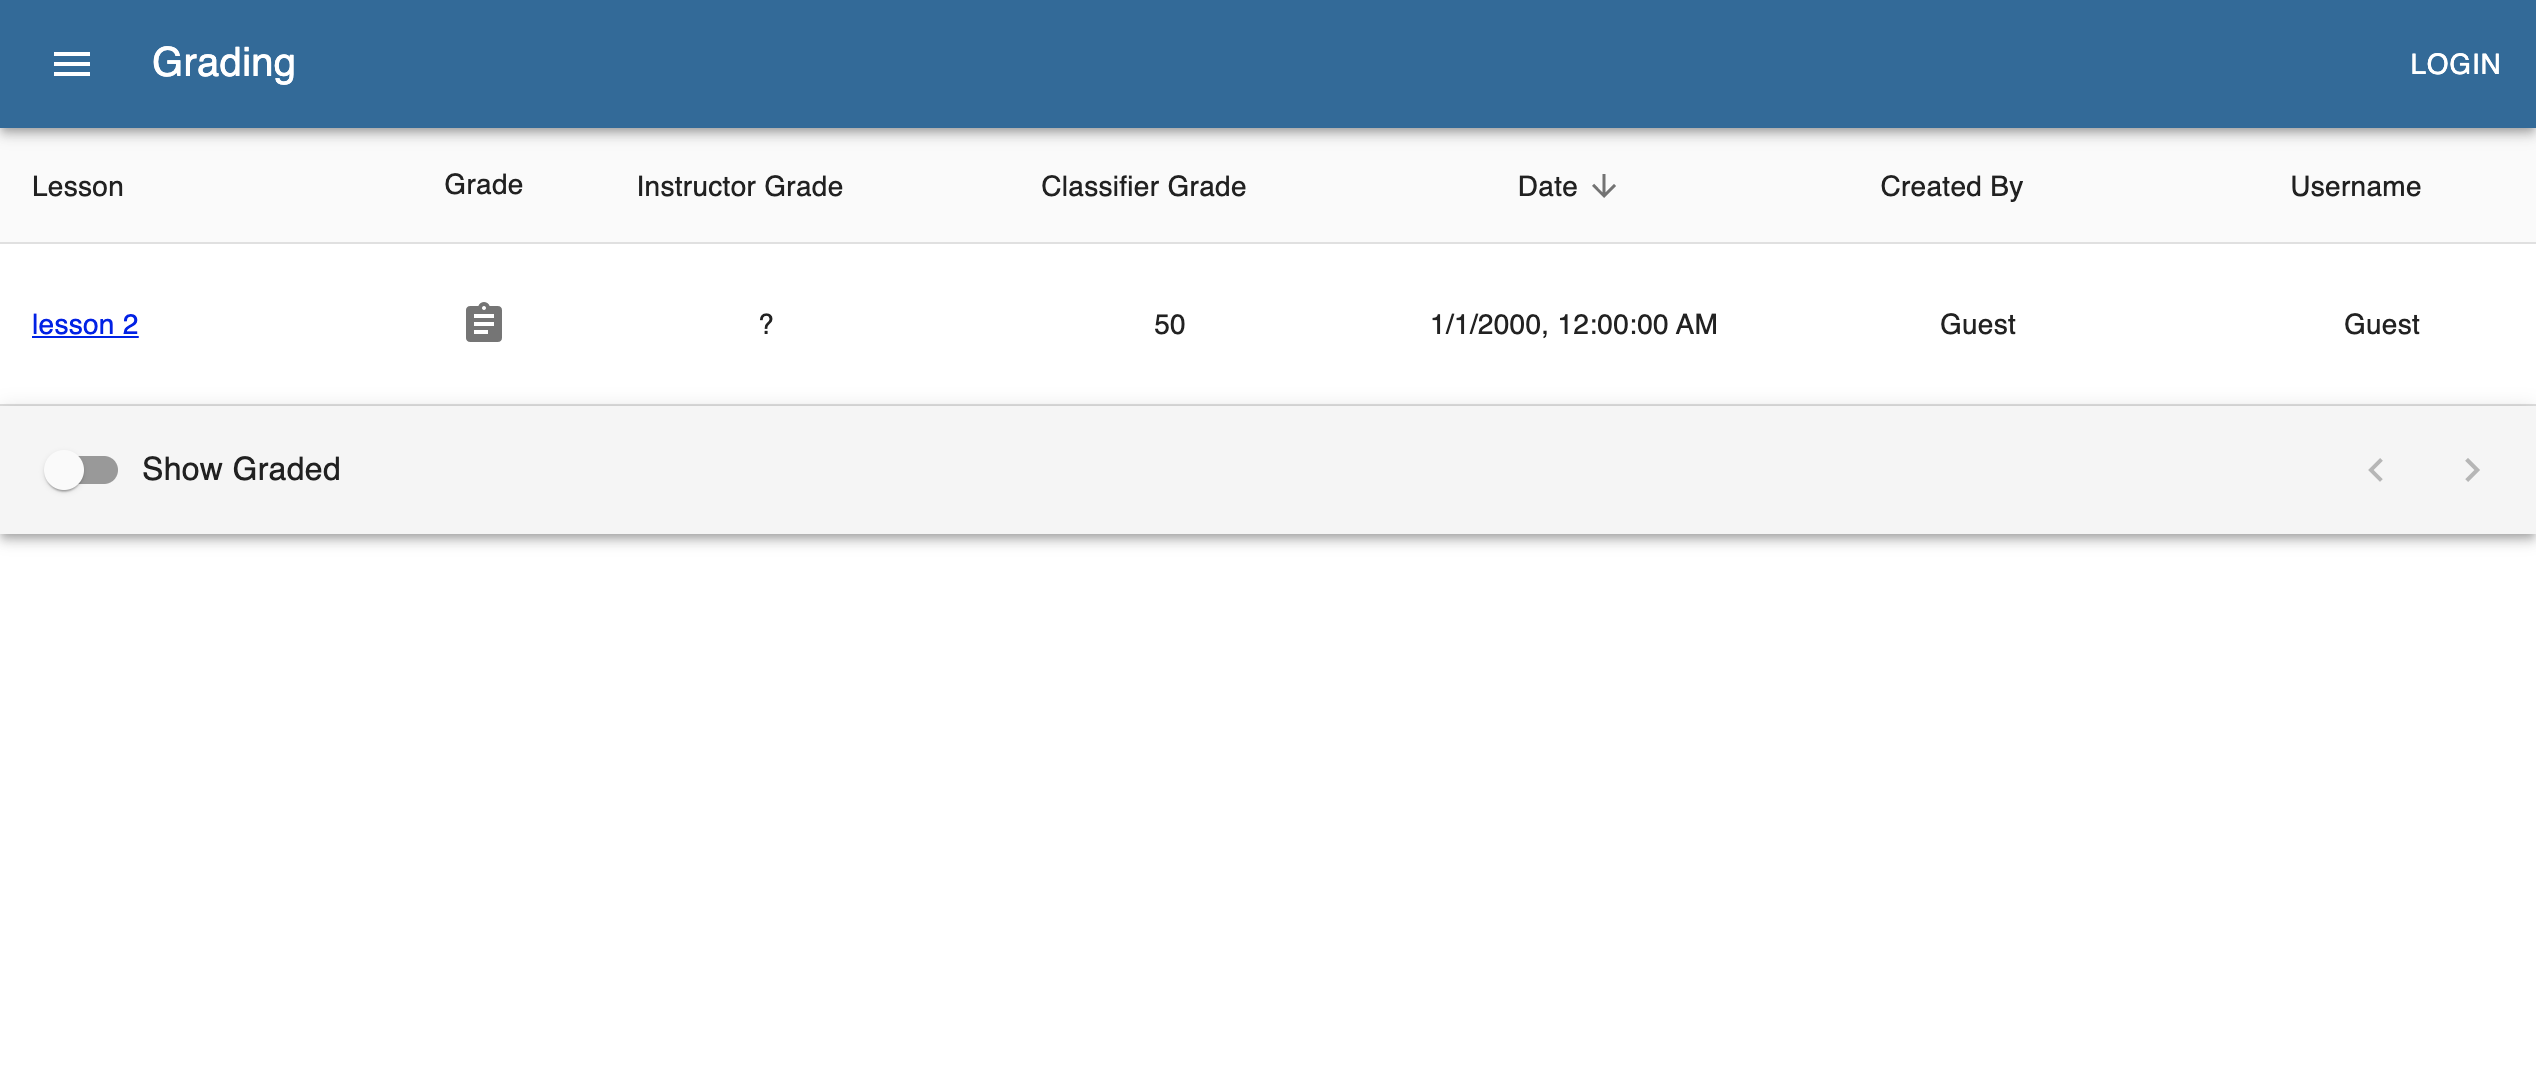 Grading
LOGIN
Lesson Grade Instructor Grade Classifier Grade Date Created By Username
lesson 2 ? 50 1/1/2000, 12:00:00 AM Guest Guest
Show Graded